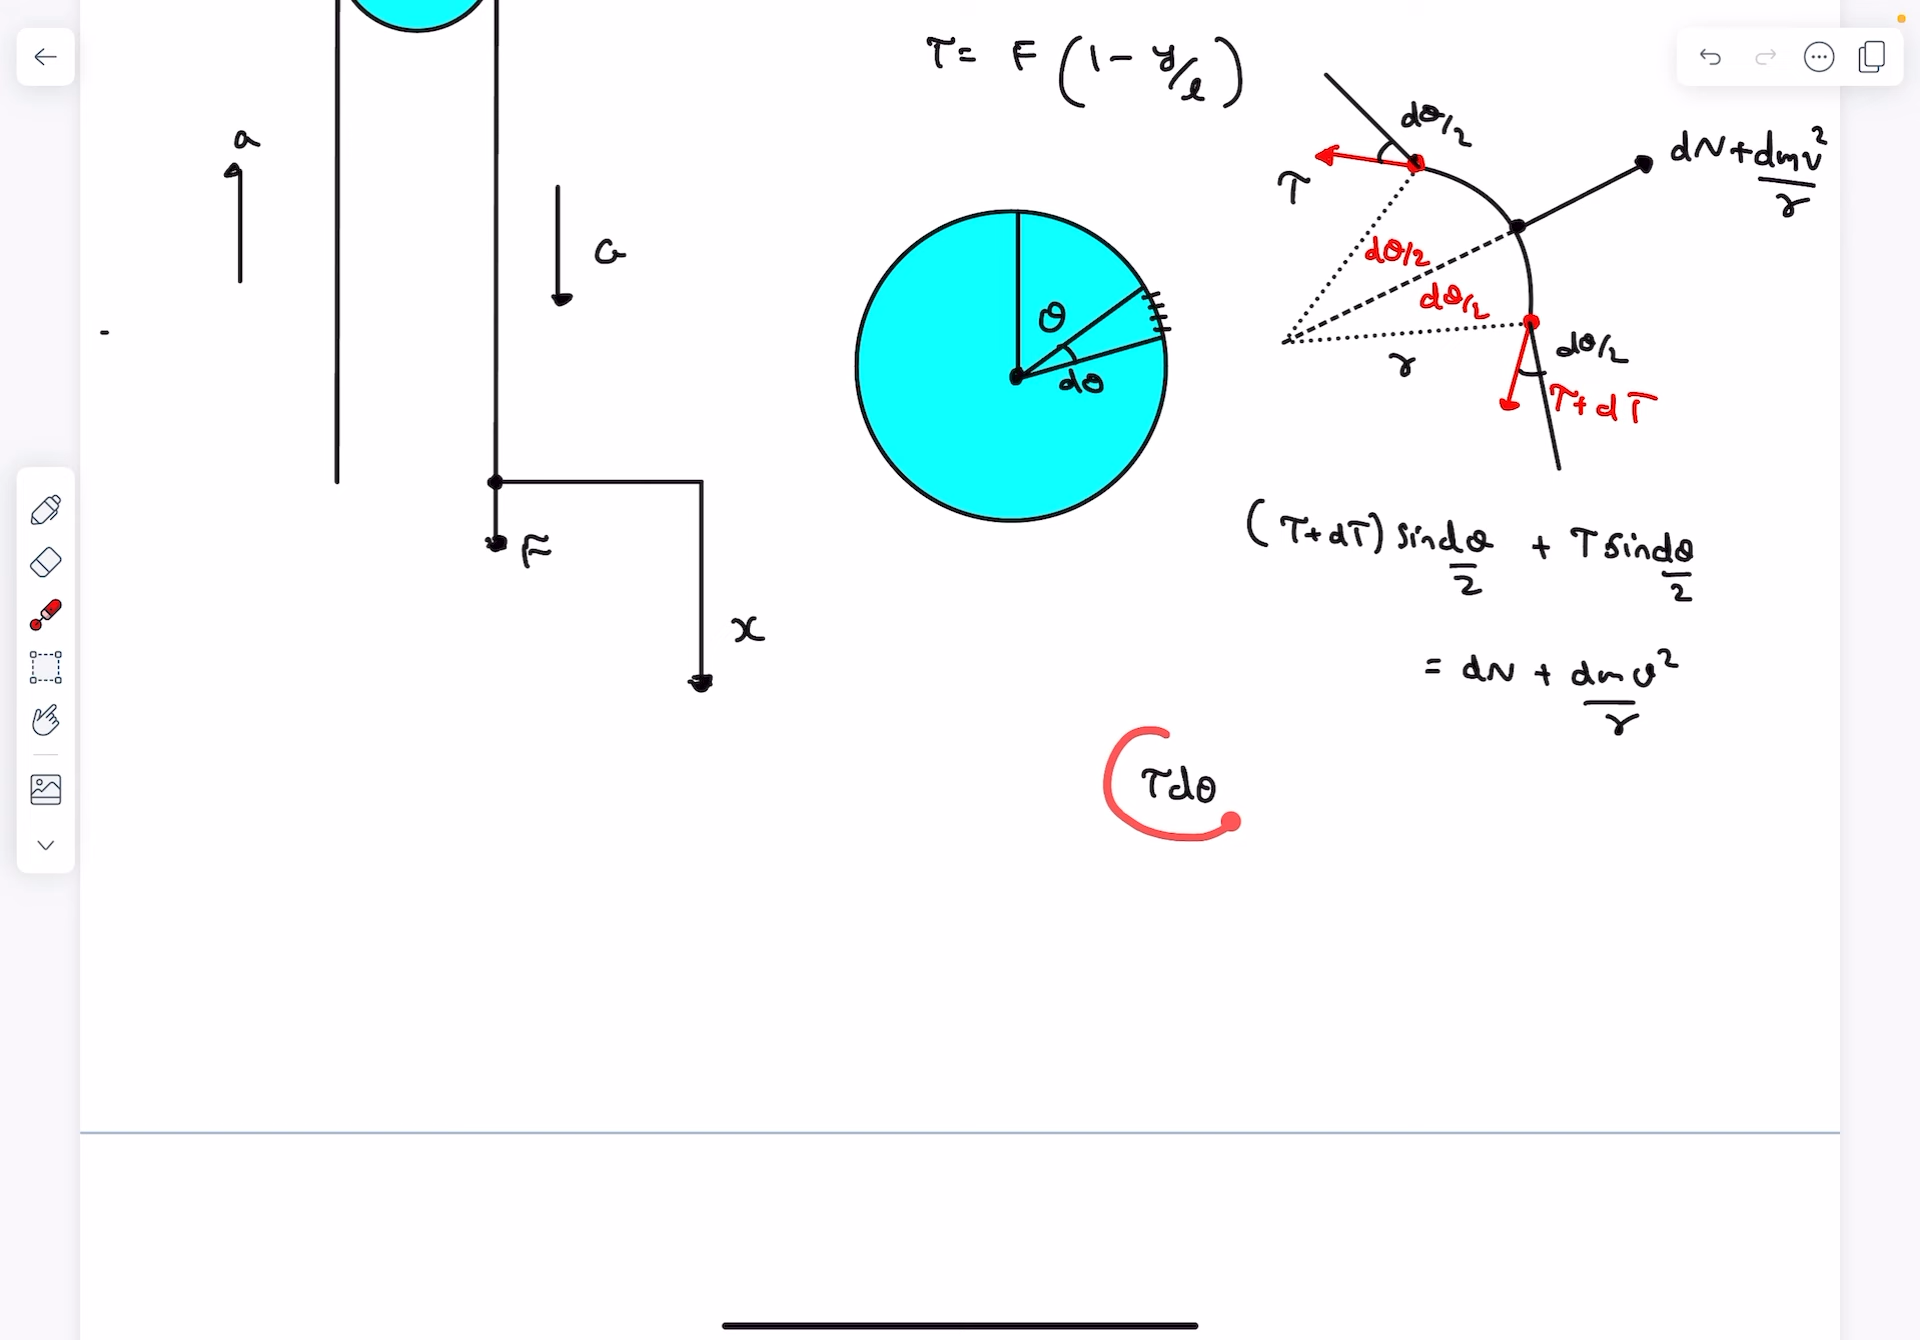 T = F (1 - y/l)
a
dθ/2
dN + dmv²/r
T
G
dθ/2
θ
dθ/2
dθ
r
dθ/2
T + dT
F
(T + dT) sin dθ/2 + T sin dθ/2
x
= dN + dmv²/r
Tdθ